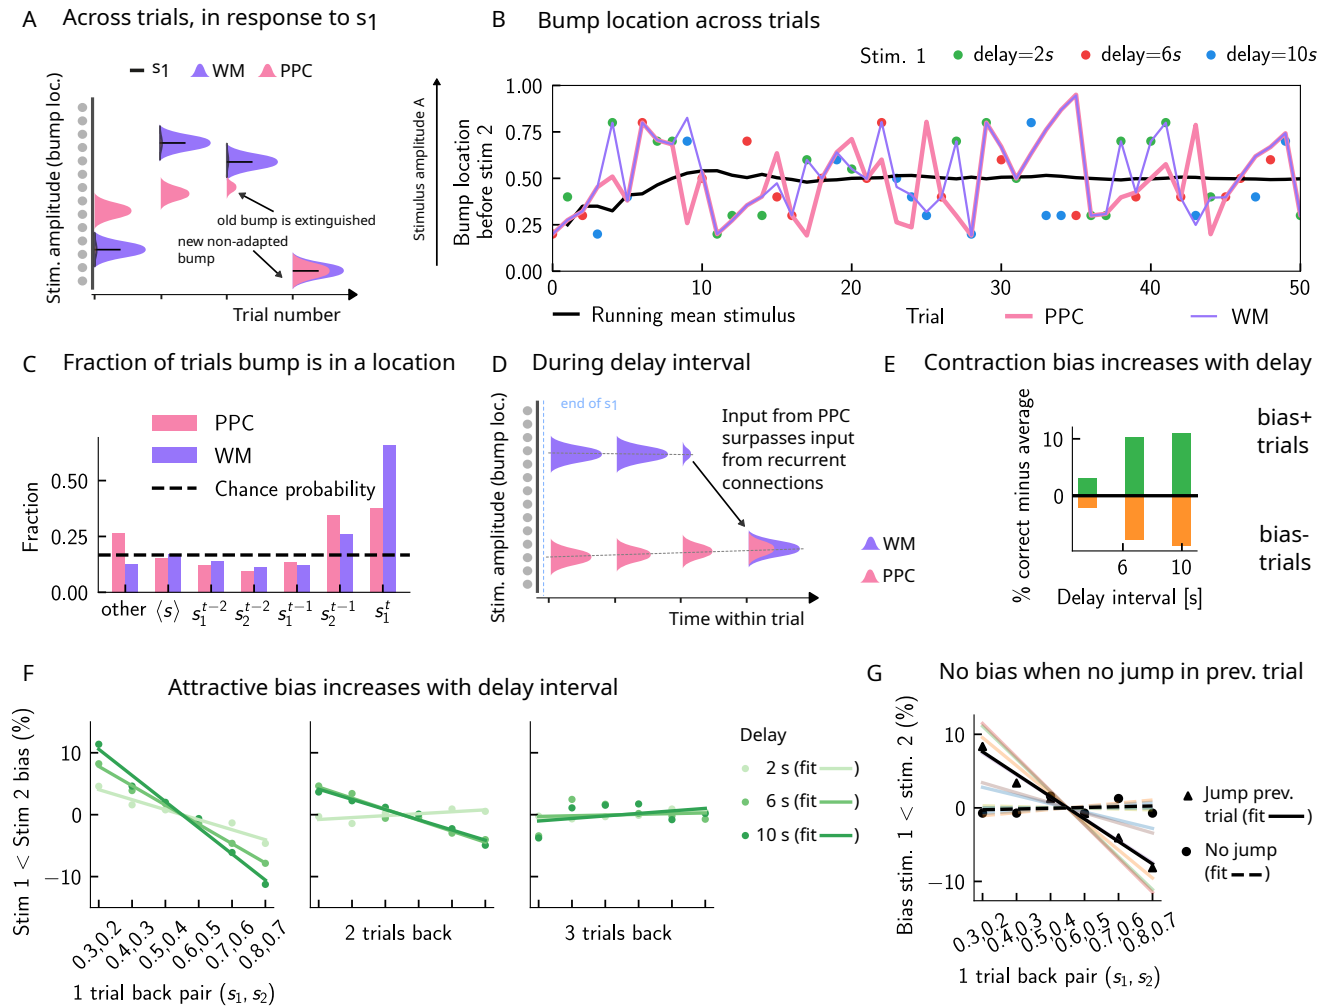 A Across trials, in response to s1
s1 WM PPC
Stim. amplitude (bump loc.)
old bump is extinguished
new non-adapted
bump
Trial number
Stimulus amplitude A
B Bump location across trials
Stim. 1 delay=2s delay=6s delay=10s
Bump location
before stim 2
1.00
0.75
0.50
0.25
0.00
0 10 20 30 40 50
Running mean stimulus Trial PPC WM
C Fraction of trials bump is in a location
PPC
WM
Chance probability
Fraction
0.50
0.25
0.00
other ⟨s⟩ s₁ᵗ⁻² s₂ᵗ⁻² s₁ᵗ⁻¹ s₂ᵗ⁻¹ s₁ᵗ
D During delay interval
end of s1
Stim. amplitude (bump loc.)
Input from PPC
surpasses input
from recurrent
connections
WM
PPC
Time within trial
E Contraction bias increases with delay
% correct minus average
10
0
bias+
trials
bias-
trials
6 10
Delay interval [s]
F Attractive bias increases with delay interval
Stim 1 < Stim 2 bias (%)
10
0
−10
0.3,0.2 0.4,0.3 0.5,0.4 0.6,0.5 0.7,0.6 0.8,0.7
1 trial back pair (s₁, s₂)
2 trials back
3 trials back
Delay
2 s (fit )
6 s (fit )
10 s (fit )
G No bias when no jump in prev. trial
Bias stim. 1 < stim. 2 (%)
10
0
−10
0.3,0.2 0.4,0.3 0.5,0.4 0.6,0.5 0.7,0.6 0.8,0.7
1 trial back pair (s₁, s₂)
Jump prev.
trial (fit )
No jump
(fit )